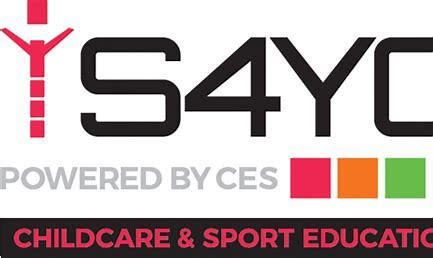 S4YC
POWERED BY CES
CHILDCARE & SPORT EDUCATIO